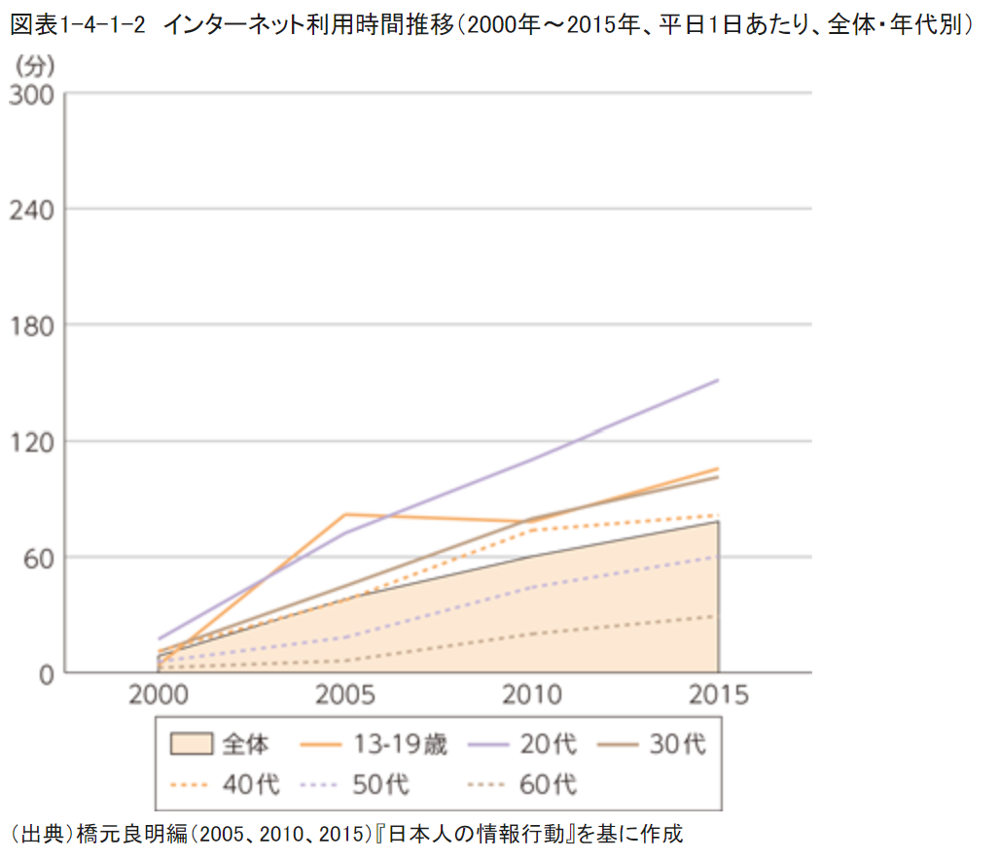 図表1-4-1-2 インターネット利用時間推移(2000年~2015年、平日1日あたり、全体・年代別)
(分)
300
240
180
120
60
0
2000 2005 2010 2015
全体 13-19歳 20代 30代
40代 50代 60代
(出典)橋元良明編(2005、2010、2015)『日本人の情報行動』を基に作成